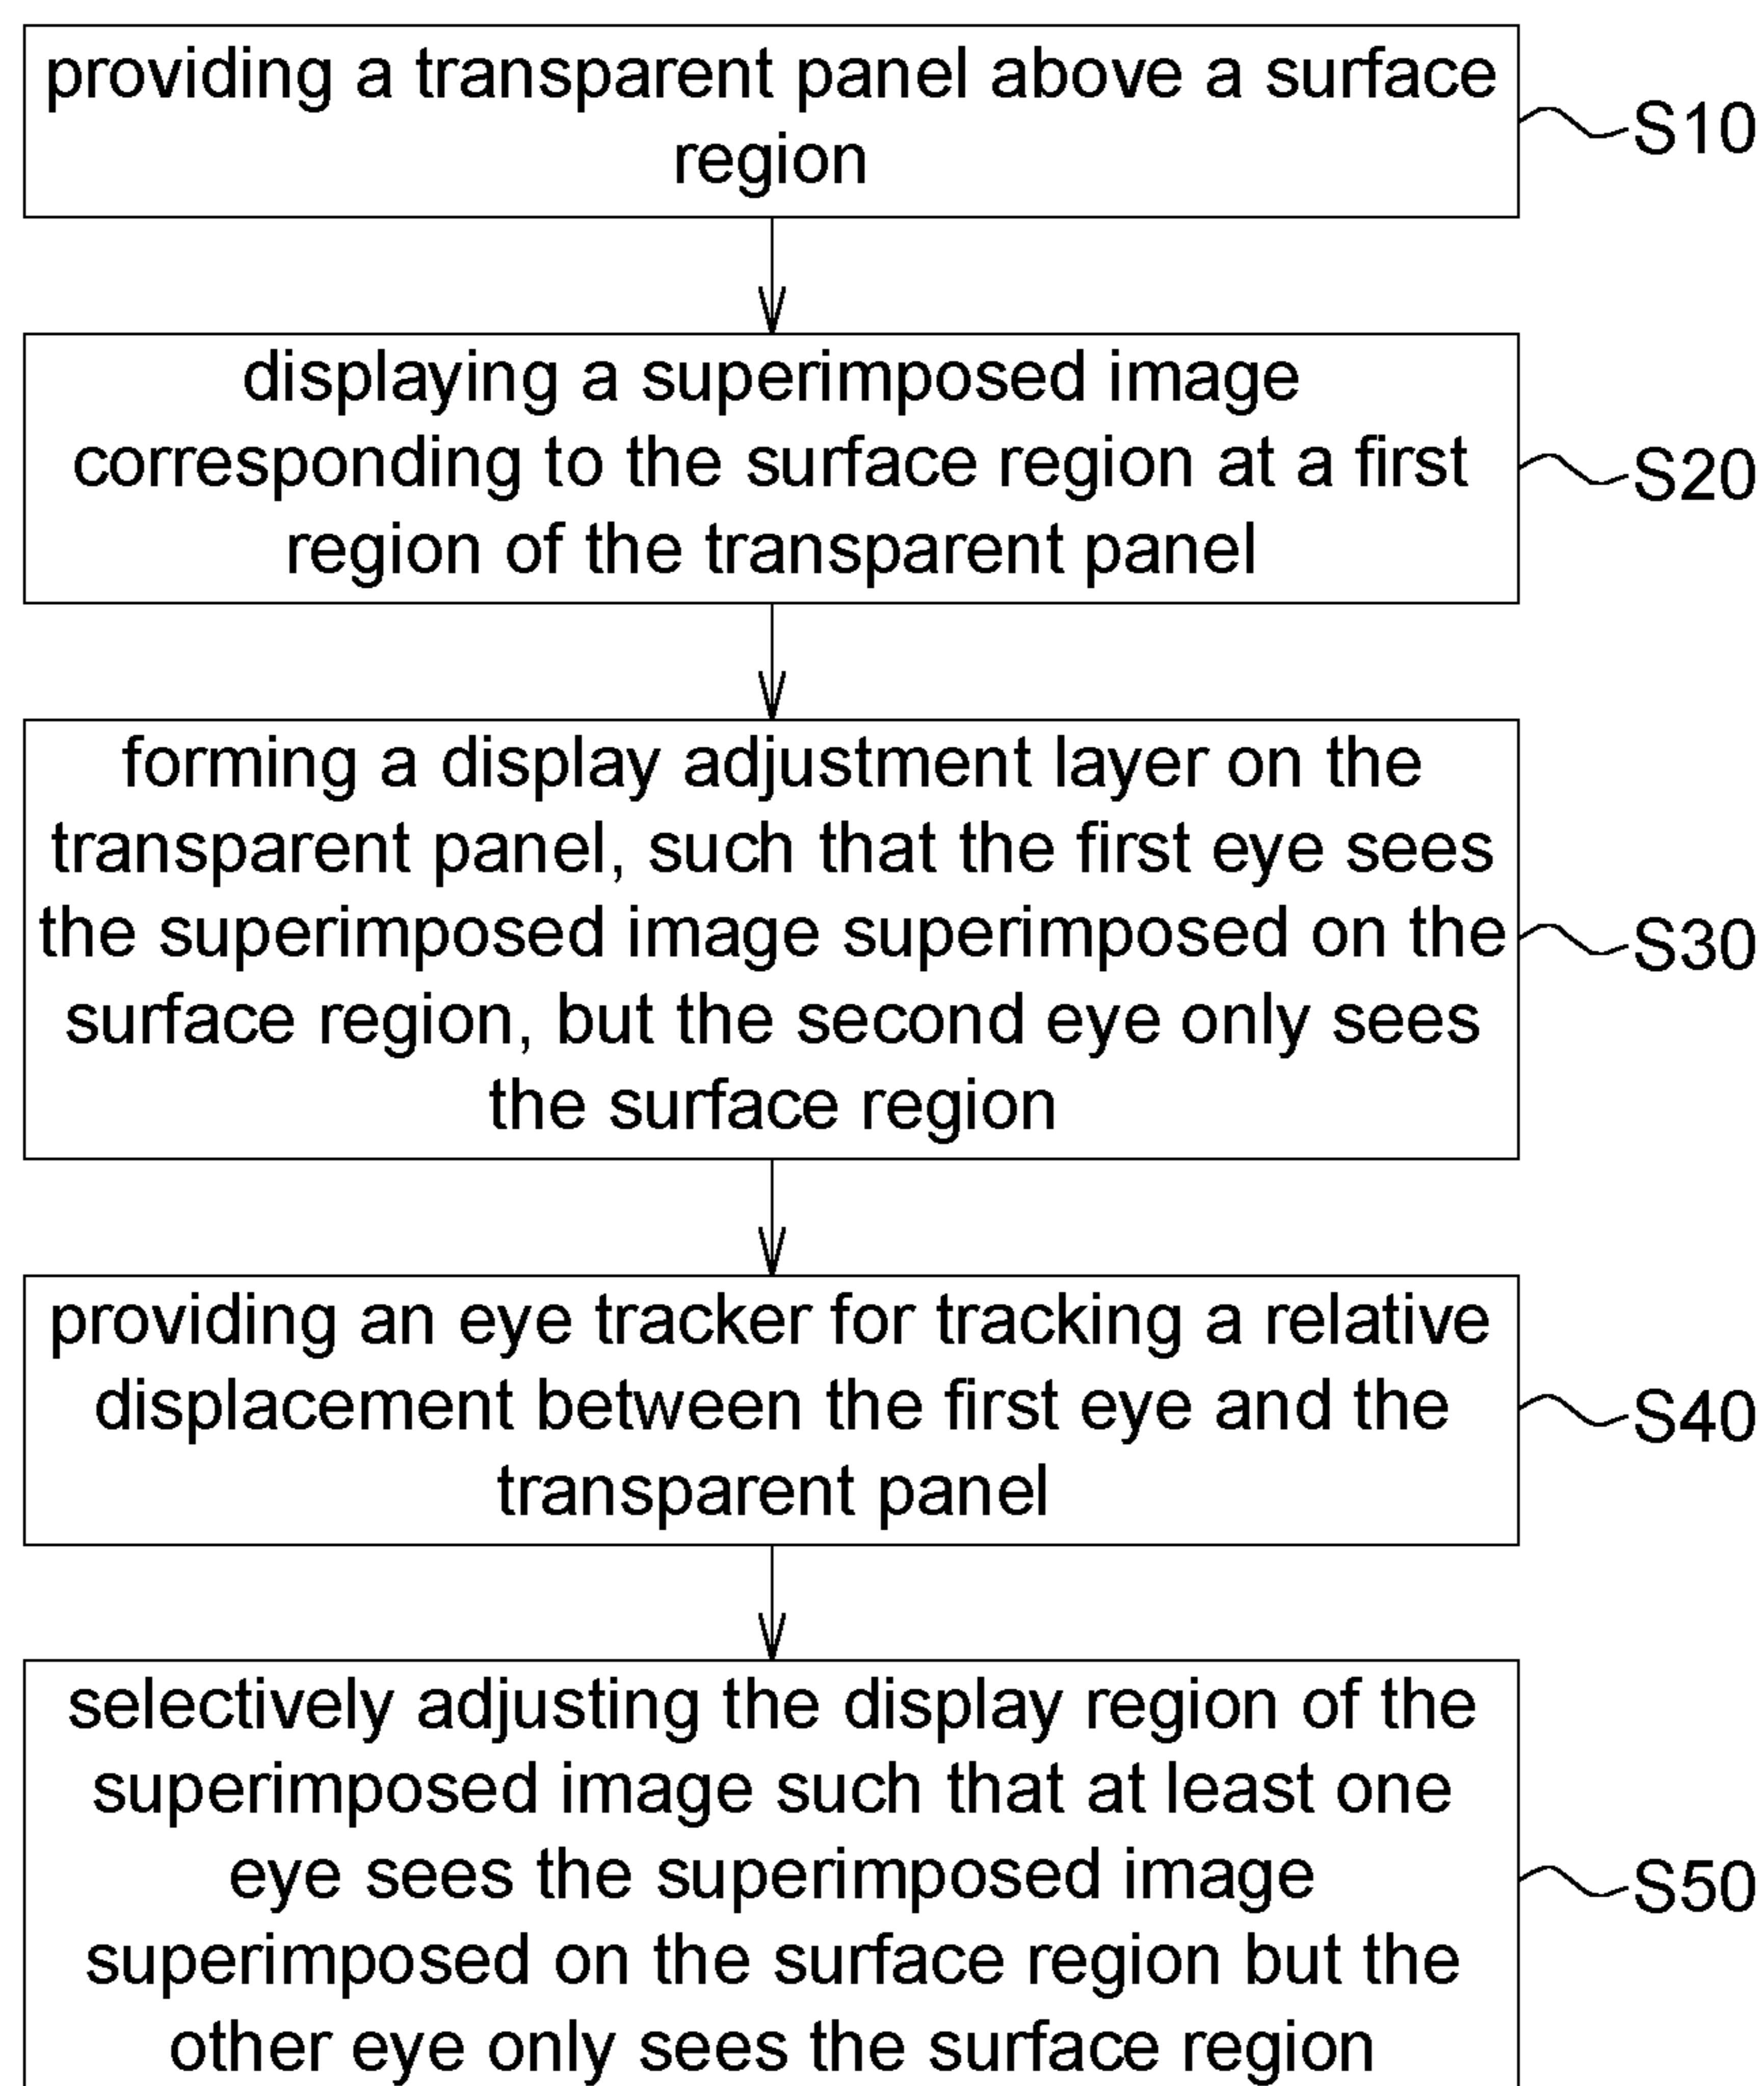 providing a transparent panel above a surface
region
S10
displaying a superimposed image
corresponding to the surface region at a first
region of the transparent panel
S20
forming a display adjustment layer on the
transparent panel, such that the first eye sees
the superimposed image superimposed on the
surface region, but the second eye only sees
the surface region
S30
providing an eye tracker for tracking a relative
displacement between the first eye and the
transparent panel
S40
selectively adjusting the display region of the
superimposed image such that at least one
eye sees the superimposed image
superimposed on the surface region but the
other eye only sees the surface region
S50